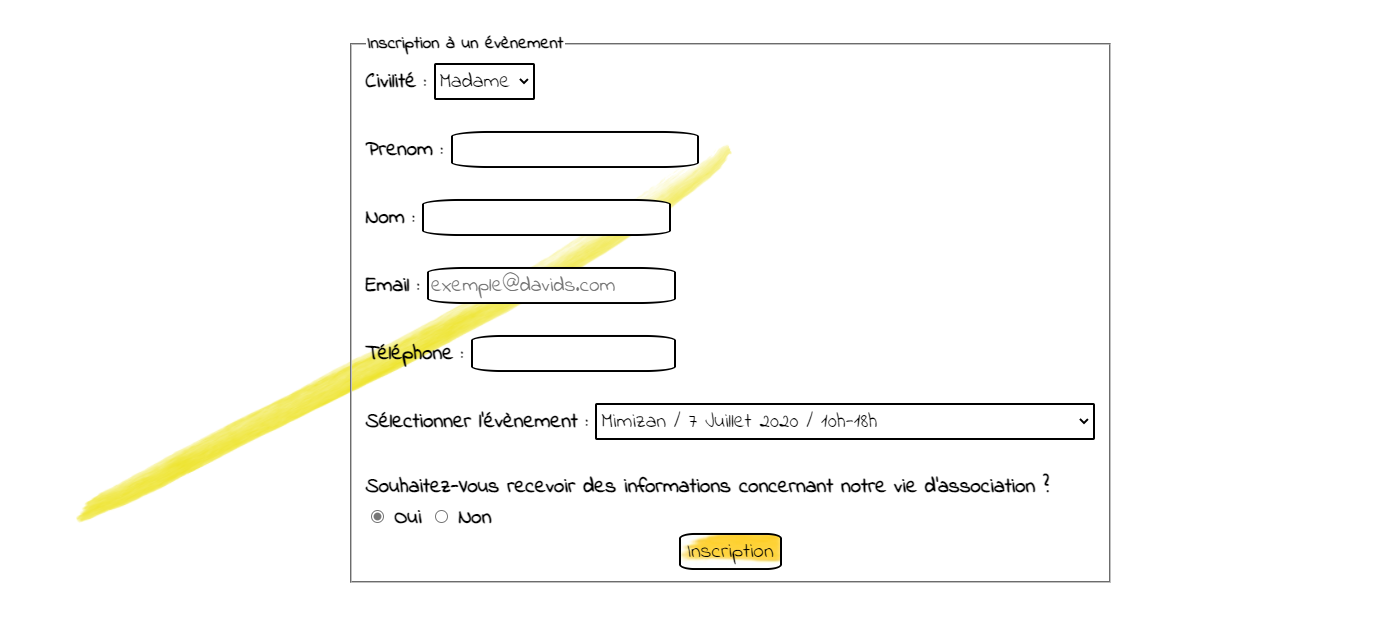 Inscription à un évènement
Civilité : Madame
Prenom :
Nom :
Email : exemple@davids.com
Téléphone :
Sélectionner l'évènement : Mimizan / 7 Juillet 2020 / 10h-18h
Souhaitez-Vous recevoir des informations concernant notre vie d'association ?
Oui Non
Inscription